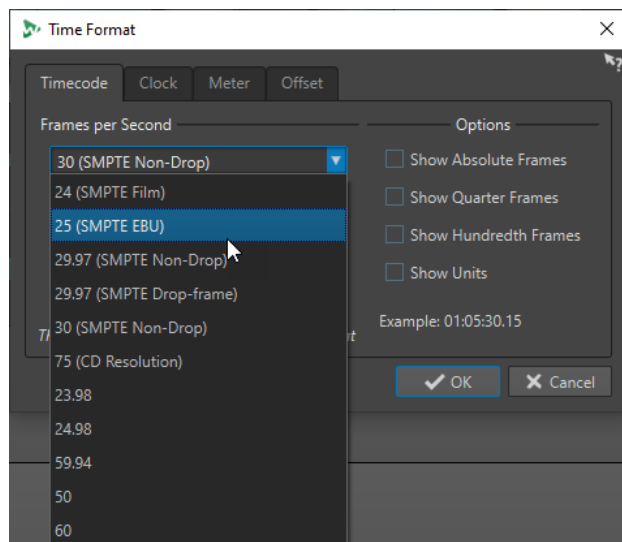 Time Format
Timecode Clock Meter Offset
Frames per Second
Options
30 (SMPTE Non-Drop)
24 (SMPTE Film)
25 (SMPTE EBU)
29.97 (SMPTE Non-Drop)
29.97 (SMPTE Drop-frame)
30 (SMPTE Non-Drop)
75 (CD Resolution)
23.98
24.98
59.94
50
60
Show Absolute Frames
Show Quarter Frames
Show Hundredth Frames
Show Units
Example: 01:05:30.15
OK
Cancel